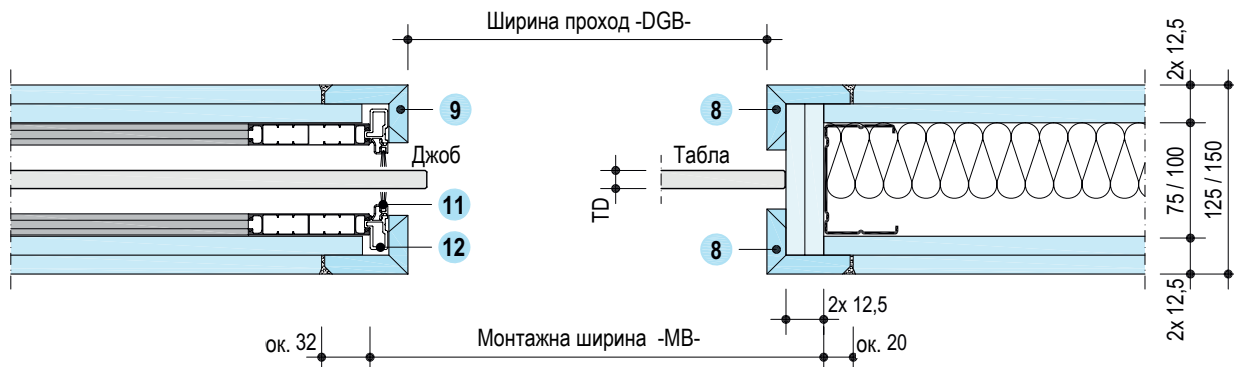 Ширина проход -DGB-
2x 12,5
9
8
Джоб
Табла
TD
75 / 100
125 / 150
11
12
8
2x 12,5
2x 12,5
ок. 32
Монтажна ширина -MB-
ок. 20